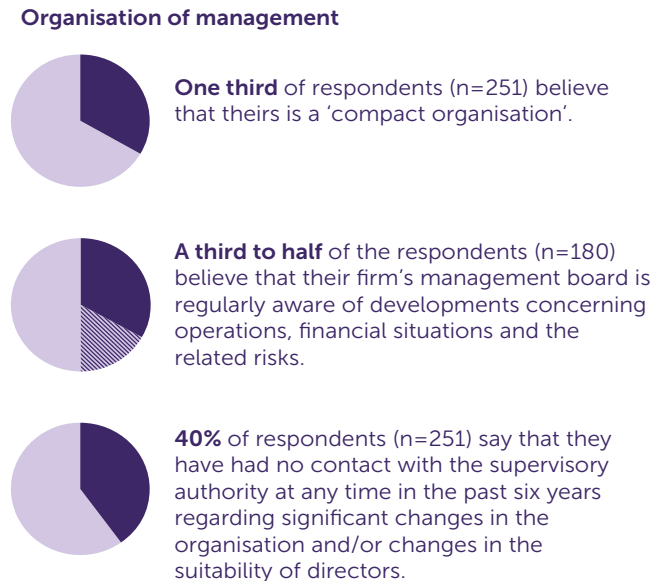 Organisation of management
One third of respondents (n=251) believe
that theirs is a ‘compact organisation’.
A third to half of the respondents (n=180)
believe that their firm’s management board is
regularly aware of developments concerning
operations, financial situations and the
related risks.
40% of respondents (n=251) say that they
have had no contact with the supervisory
authority at any time in the past six years
regarding significant changes in the
organisation and/or changes in the
suitability of directors.